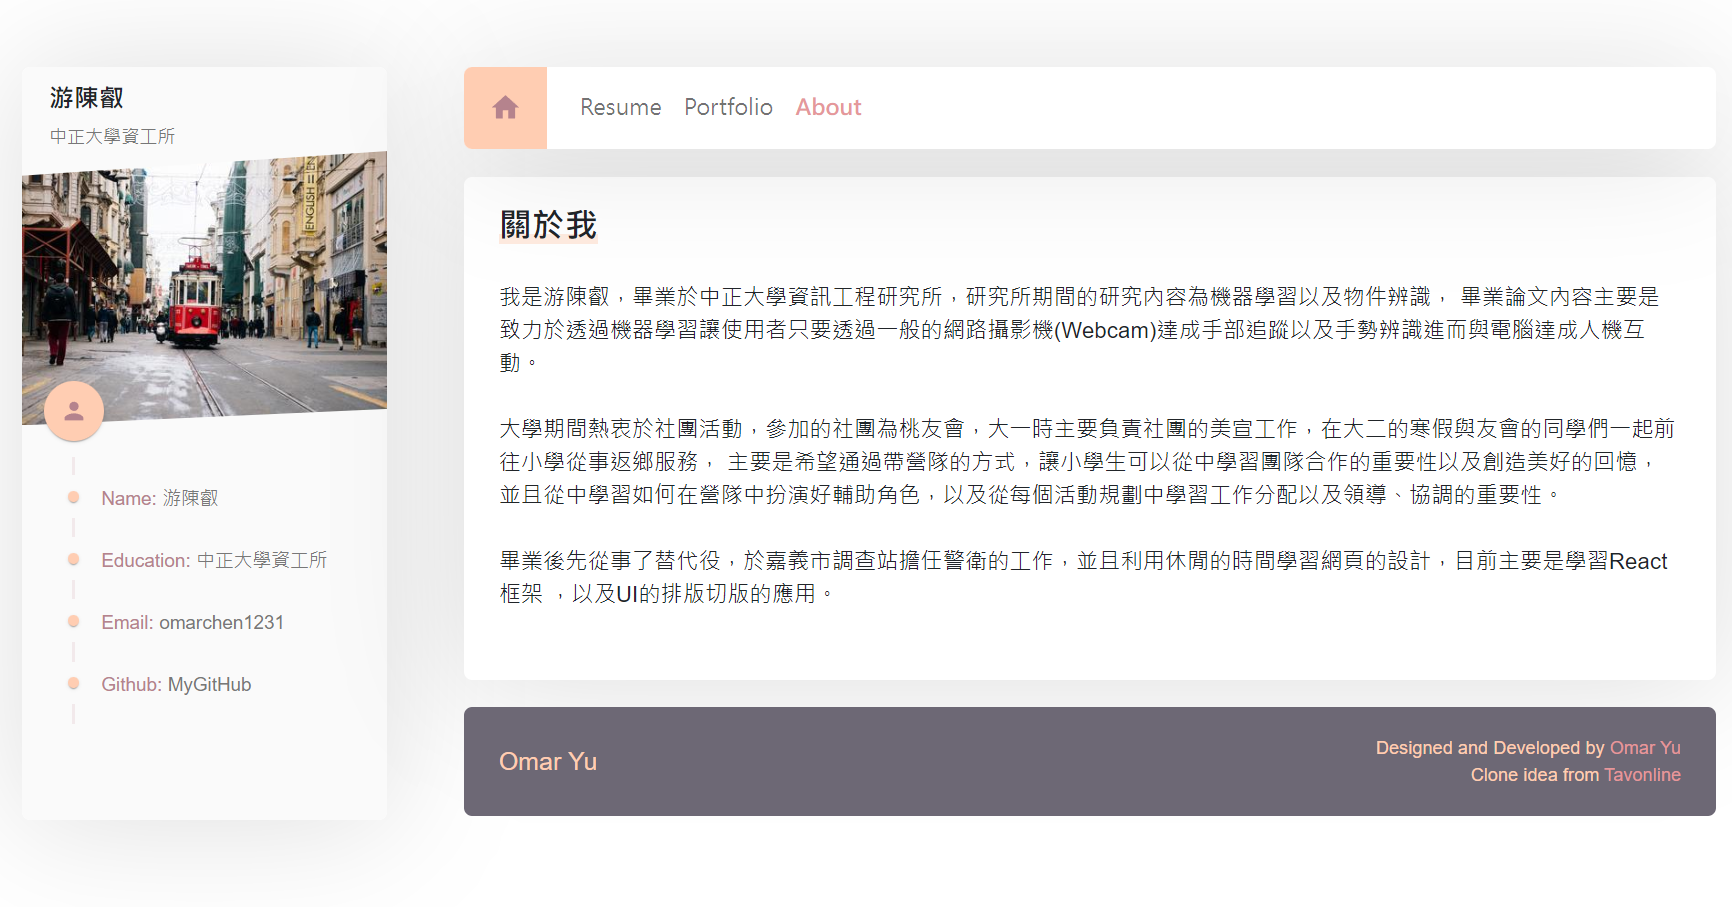 游陳叡
中正大學資工所
ENGLISH
Name: 游陳叡
Education: 中正大學資工所
Email: omarchen1231
Github: MyGitHub
Resume Portfolio About
關於我
我是游陳叡，畢業於中正大學資訊工程研究所，研究所期間的研究內容為機器學習以及物件辨識， 畢業論文內容主要是
致力於透過機器學習讓使用者只要透過一般的網路攝影機(Webcam)達成手部追蹤以及手勢辨識進而與電腦達成人機互
動。
大學期間熱衷於社團活動，參加的社團為桃友會，大一時主要負責社團的美宣工作，在大二的寒假與友會的同學們一起前
往小學從事返鄉服務， 主要是希望通過帶營隊的方式，讓小學生可以從中學習團隊合作的重要性以及創造美好的回憶，
並且從中學習如何在營隊中扮演好輔助角色，以及從每個活動規劃中學習工作分配以及領導、協調的重要性。
畢業後先從事了替代役，於嘉義市調查站擔任警衛的工作，並且利用休閒的時間學習網頁的設計，目前主要是學習React
框架 ，以及UI的排版切版的應用。
Omar Yu
Designed and Developed by Omar Yu
Clone idea from Tavonline